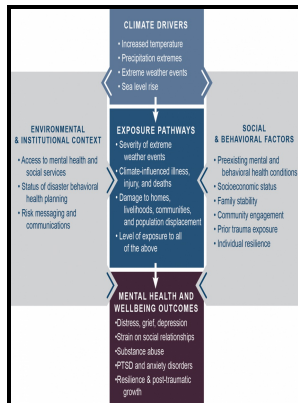 CLIMATE DRIVERS
•Increased temperature
•Precipitation extremes
•Extreme weather events
•Sea level rise
ENVIRONMENTAL
& INSTITUTIONAL CONTEXT
•Access to mental health and
social services
•Status of disaster behavioral
health planning
•Risk messaging and
communications
EXPOSURE PATHWAYS
•Severity of extreme
weather events
•Climate-influenced illness,
injury, and deaths
•Damage to homes,
livelihoods, communities,
and population displacement
•Level of exposure to all
of the above
SOCIAL
& BEHAVIORAL FACTORS
•Preexisting mental and
behavioral health conditions
•Socioeconomic status
•Family stability
•Community engagement
•Prior trauma exposure
•Individual resilience
MENTAL HEALTH AND
WELLBEING OUTCOMES
•Distress, grief, depression
•Strain on social relationships
•Substance abuse
•PTSD and anxiety disorders
•Resilience & post-traumatic
growth